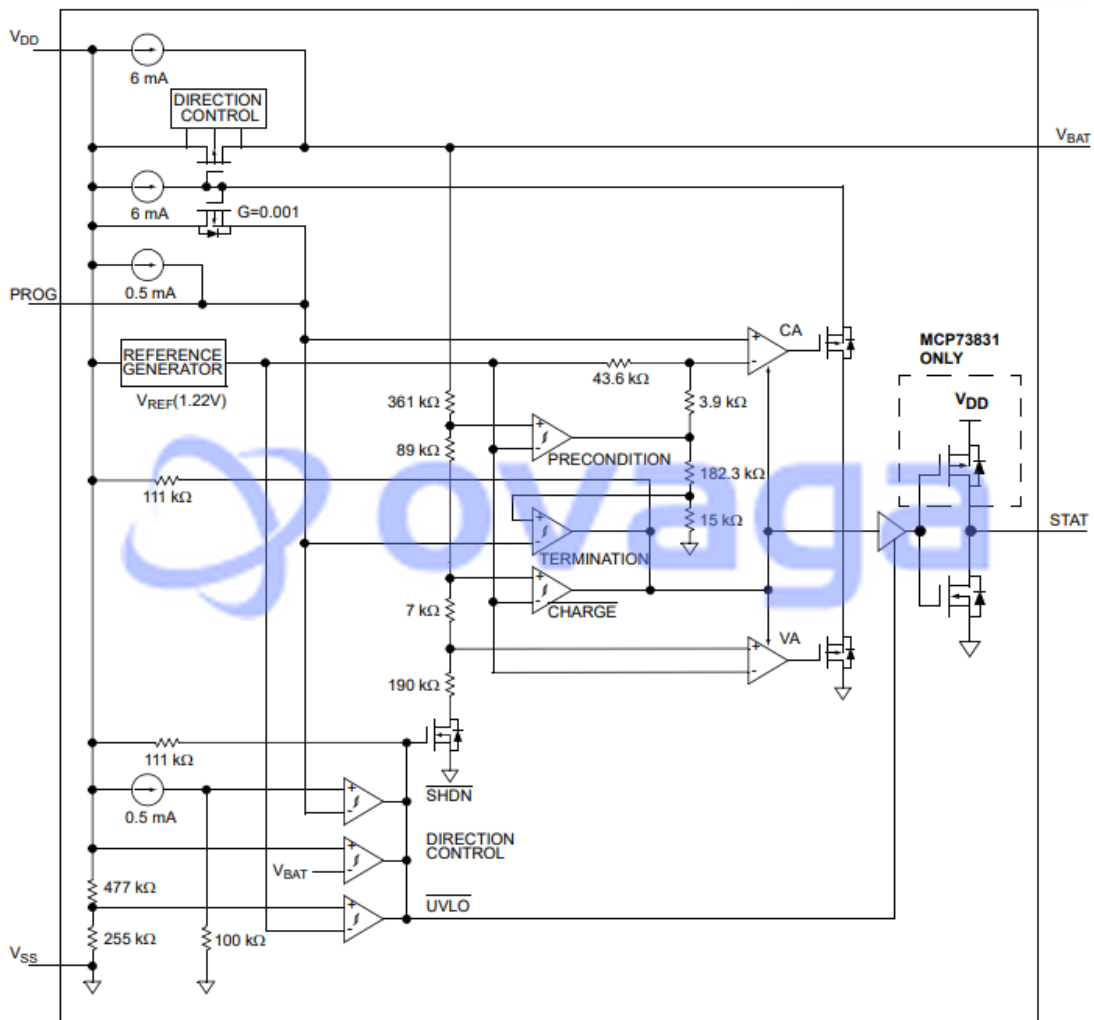 VDD
6 mA
DIRECTION
CONTROL
VBAT
6 mA
G=0.001
0.5 mA
PROG
CA
MCP73831
ONLY
REFERENCE
GENERATOR
43.6 kΩ
VREF(1.22V)
361 kΩ
3.9 kΩ
VDD
89 kΩ
PRECONDITION
182.3 kΩ
111 kΩ
ovaga
15 kΩ
STAT
TERMINATION
7 kΩ
CHARGE
VA
190 kΩ
111 kΩ
0.5 mA
SHDN
DIRECTION
CONTROL
VBAT
477 kΩ
UVLO
255 kΩ
100 kΩ
VSS